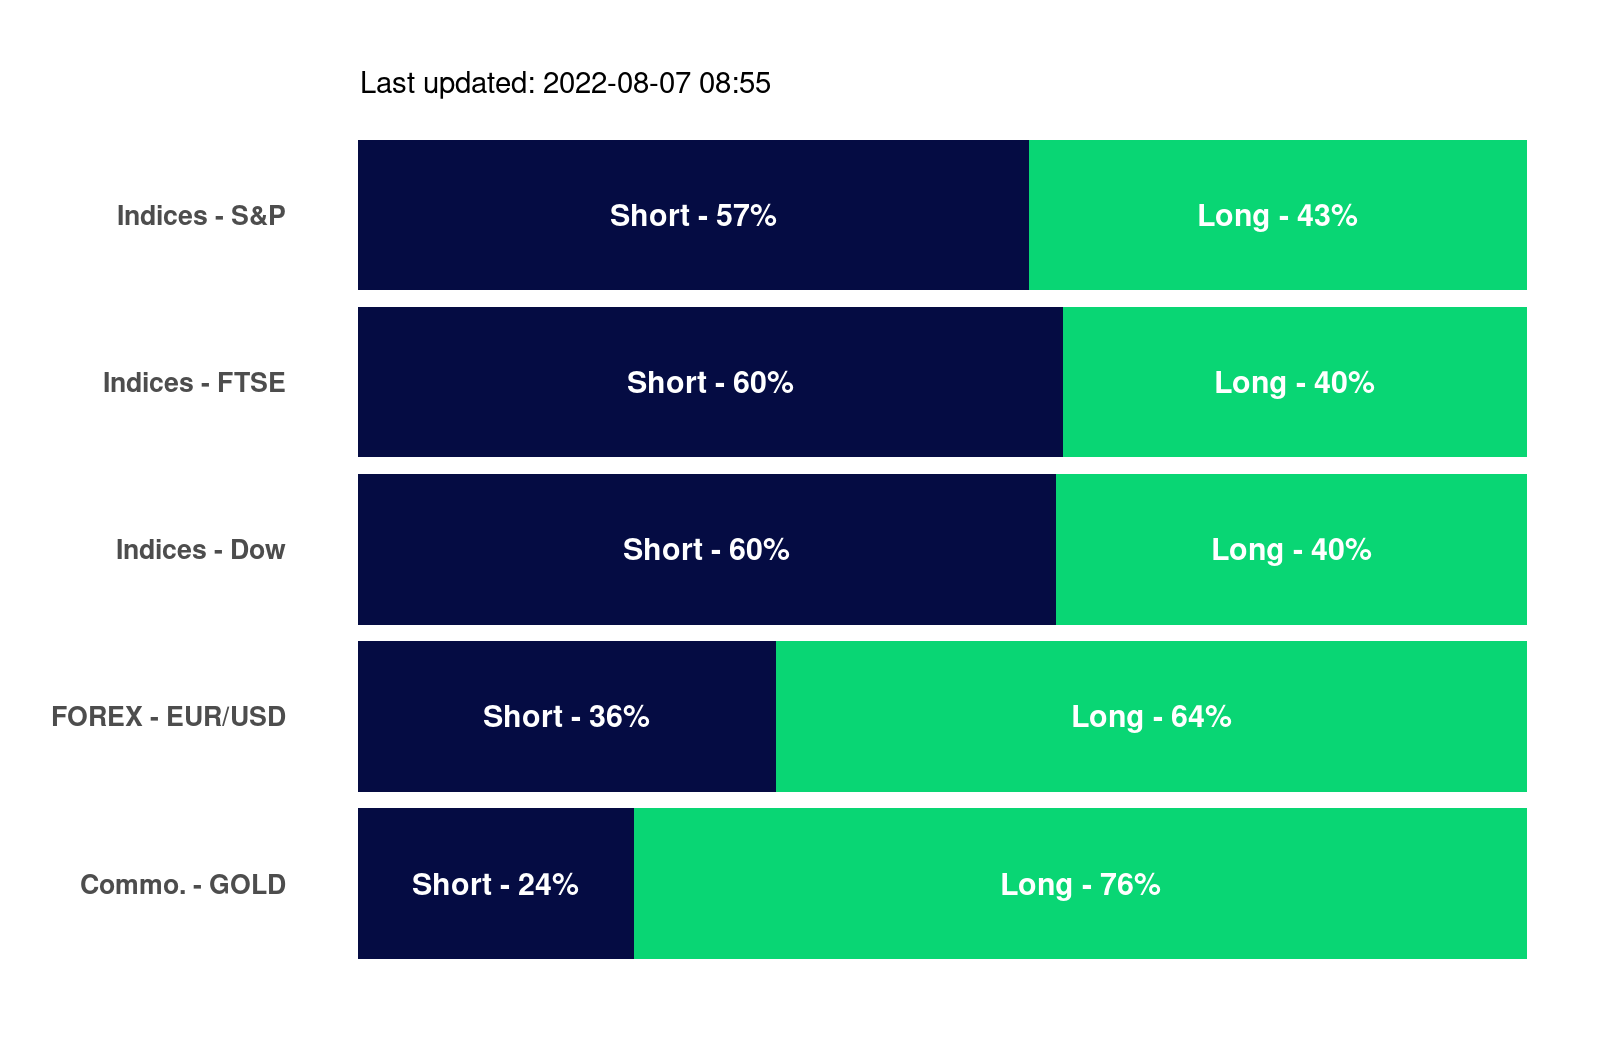 Last updated: 2022-08-07 08:55
Indices - S&P Short - 57% Long - 43%
Indices - FTSE Short - 60% Long - 40%
Indices - Dow Short - 60% Long - 40%
FOREX - EUR/USD Short - 36% Long - 64%
Commo. - GOLD Short - 24% Long - 76%